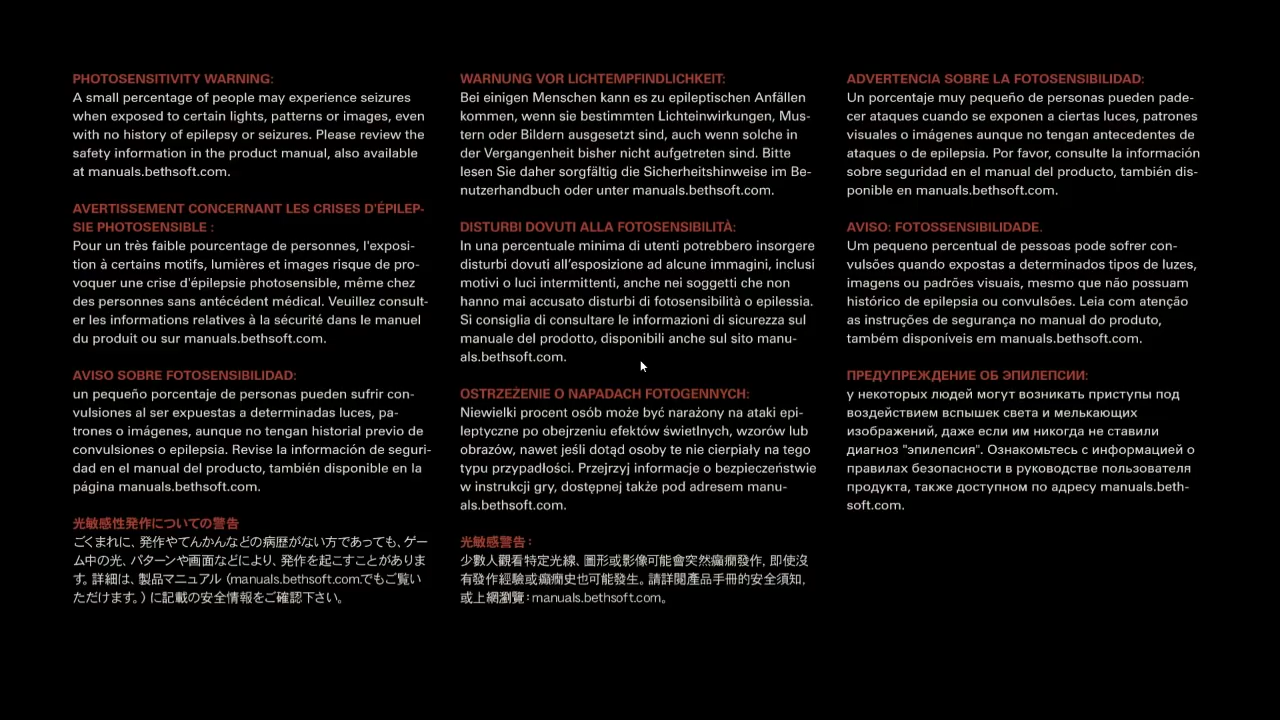 PHOTOSENSITIVITY WARNING:
A small percentage of people may experience seizures
when exposed to certain lights, patterns or images, even
with no history of epilepsy or seizures. Please review the
safety information in the product manual, also available
at manuals.bethsoft.com.
AVERTISSEMENT CONCERNANT LES CRISES D'ÉPILEP-
SIE PHOTOSENSIBLE :
Pour un très faible pourcentage de personnes, l'exposi-
tion à certains motifs, lumières et images risque de pro-
voquer une crise d'épilepsie photosensible, même chez
des personnes sans antécédent médical. Veuillez consult-
er les informations relatives à la sécurité dans le manuel
du produit ou sur manuals.bethsoft.com.
AVISO SOBRE FOTOSENSIBILIDAD:
un pequeño porcentaje de personas pueden sufrir con-
vulsiones al ser expuestas a determinadas luces, pa-
trones o imágenes, aunque no tengan historial previo de
convulsiones o epilepsia. Revise la información de seguri-
dad en el manual del producto, también disponible en la
página manuals.bethsoft.com.
光敏感性発作についての警告
ごくまれに、発作やてんかんなどの病歴がない方であっても、ゲー
ム中の光、パターンや画面などにより、発作を起こすことがありま
す。詳細は、製品マニュアル（manuals.bethsoft.comでもご覧い
ただけます。）に記載の安全情報をご確認下さい。
WARNUNG VOR LICHTEMPFINDLICHKEIT:
Bei einigen Menschen kann es zu epileptischen Anfällen
kommen, wenn sie bestimmten Lichteinwirkungen, Mus-
tern oder Bildern ausgesetzt sind, auch wenn solche in
der Vergangenheit bisher nicht aufgetreten sind. Bitte
lesen Sie daher sorgfältig die Sicherheitshinweise im Be-
nutzerhandbuch oder unter manuals.bethsoft.com.
DISTURBI DOVUTI ALLA FOTOSENSIBILITÀ:
In una percentuale minima di utenti potrebbero insorgere
disturbi dovuti all'esposizione ad alcune immagini, inclusi
motivi o luci intermittenti, anche nei soggetti che non
hanno mai accusato disturbi di fotosensibilità o epilessia.
Si consiglia di consultare le informazioni di sicurezza sul
manuale del prodotto, disponibili anche sul sito manu-
als.bethsoft.com.
OSTRZEŻENIE O NAPADACH FOTOGENNYCH:
Niewielki procent osób może być narażony na ataki epi-
leptyczne po obejrzeniu efektów świetlnych, wzorów lub
obrazów, nawet jeśli dotąd osoby te nie cierpiały na tego
typu przypadłości. Przejrzyj informacje o bezpieczeństwie
w instrukcji gry, dostępnej także pod adresem manu-
als.bethsoft.com.
光敏感警告：
少數人觀看特定光線、圖形或影像可能會突然癲癇發作，即使沒
有發作經驗或癲癇史也可能發生。請詳閱產品手冊的安全須知，
或上網瀏覽：manuals.bethsoft.com。
ADVERTENCIA SOBRE LA FOTOSENSIBILIDAD:
Un porcentaje muy pequeño de personas pueden pade-
cer ataques cuando se exponen a ciertas luces, patrones
visuales o imágenes aunque no tengan antecedentes de
ataques o de epilepsia. Por favor, consulte la información
sobre seguridad en el manual del producto, también dis-
ponible en manuals.bethsoft.com.
AVISO: FOTOSSENSIBILIDADE.
Um pequeno percentual de pessoas pode sofrer con-
vulsões quando expostas a determinados tipos de luzes,
imagens ou padrões visuais, mesmo que não possuam
histórico de epilepsia ou convulsões. Leia com atenção
as instruções de segurança no manual do produto,
também disponíveis em manuals.bethsoft.com.
ПРЕДУПРЕЖДЕНИЕ ОБ ЭПИЛЕПСИИ:
у некоторых людей могут возникать приступы под
воздействием вспышек света и мелькающих
изображений, даже если им никогда не ставили
диагноз "эпилепсия". Ознакомьтесь с информацией о
правилах безопасности в руководстве пользователя
продукта, также доступном по адресу manuals.beth-
soft.com.